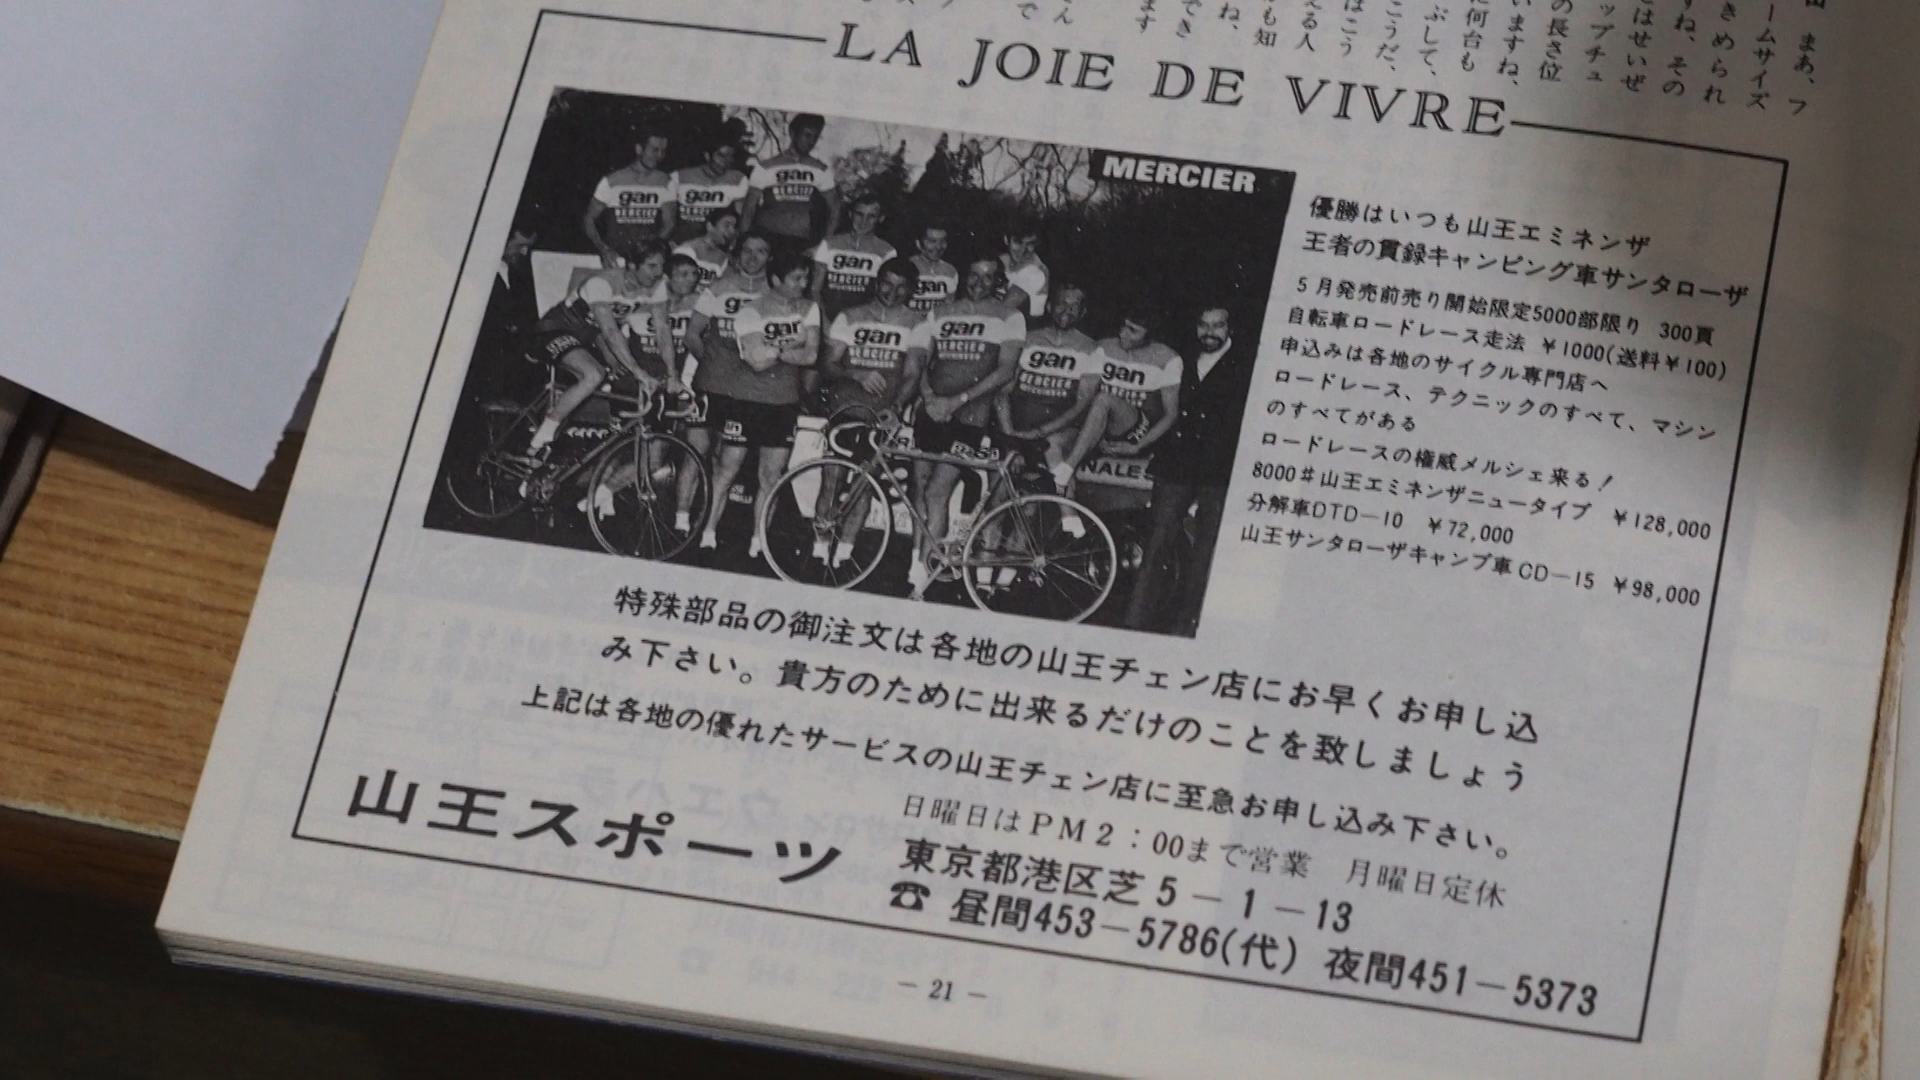 LA JOIE DE VIVRE
MERCIER
gan
gan
gan
MERCIER
gan
MERCIER
gan
gan
gan
MERCIER
gan
MERCIER
gan
MERCIER
gan
優勝はいつも山王エミネンザ
王者の貫録キャンピング車サンタローザ
5月発売前売り開始限定5000部限り 300頁
自転車ロードレース走法 ¥1000(送料¥100)
申込みは各地のサイクル専門店へ
ロードレース、テクニックのすべて、マシン
のすべてがある
ロードレースの権威メルシェ来る!
8000♯山王エミネンザニュータイプ ¥128,000
分解車DTD—10 ¥72,000
山王サンタローザキャンプ車CD—15 ¥98,000
特殊部品の御注文は各地の山王チェン店にお早くお申し込
み下さい。貴方のために出来るだけのことを致しましょう
上記は各地の優れたサービスの山王チェン店に至急お申し込み下さい。
日曜日はPM2：00まで営業 月曜日定休
山王スポーツ
東京都港区芝5—1—13
☎ 昼間453—5786(代) 夜間451—5373
— 21 —